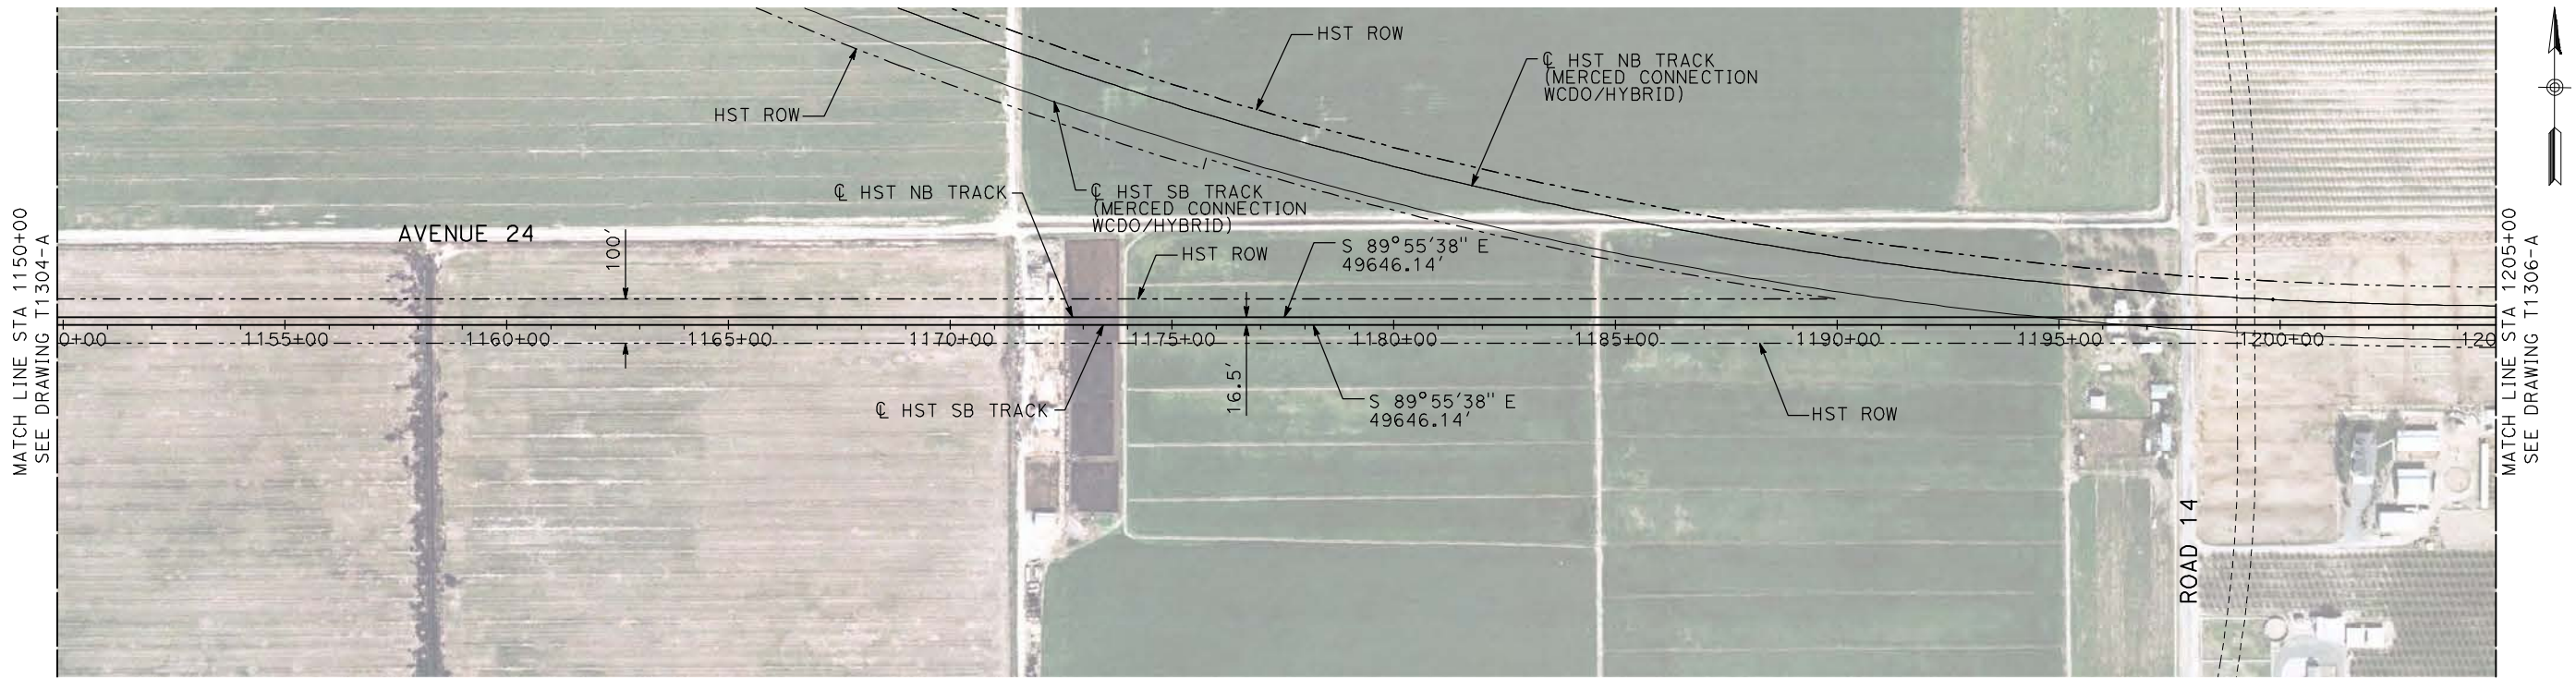 HST ROW
℄ HST NB TRACK
(MERCED CONNECTION
WCDO/HYBRID)
HST ROW
℄ HST NB TRACK
℄ HST SB TRACK
(MERCED CONNECTION
WCDO/HYBRID)
AVENUE 24
100'
HST ROW
S 89°55'38" E
49646.14'
0+00
1155+00
1160+00
1165+00
1170+00
1175+00
1180+00
1185+00
1190+00
1195+00
1200+00
120
16.5'
℄ HST SB TRACK
S 89°55'38" E
49646.14'
HST ROW
ROAD 14
MATCH LINE STA 1150+00
SEE DRAWING T1304-A
MATCH LINE STA 1205+00
SEE DRAWING T1306-A